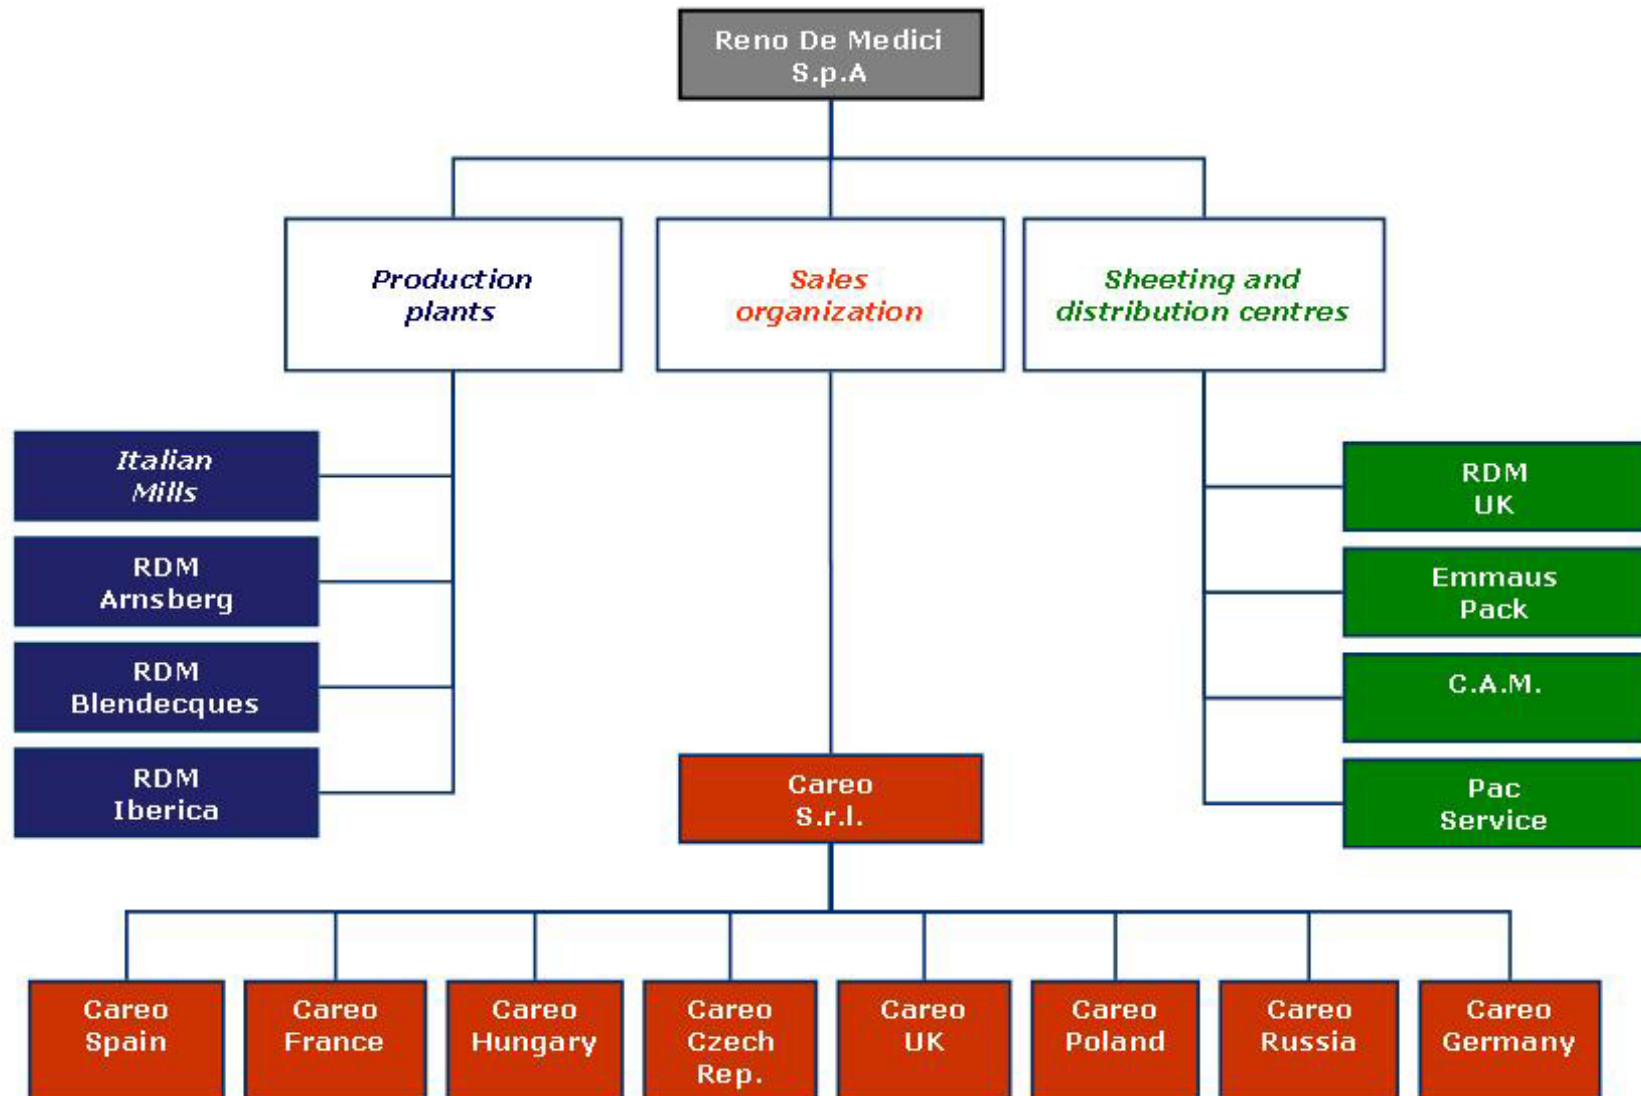 Reno De Medici
S.p.A
Production
plants
Sales
organization
Sheeting and
distribution centres
Italian
Mills
RDM
Arnsberg
RDM
Blendecques
RDM
Iberica
Careo
S.r.l.
RDM
UK
Emmaus
Pack
C.A.M.
Pac
Service
Careo
Spain
Careo
France
Careo
Hungary
Careo
Czech
Rep.
Careo
UK
Careo
Poland
Careo
Russia
Careo
Germany